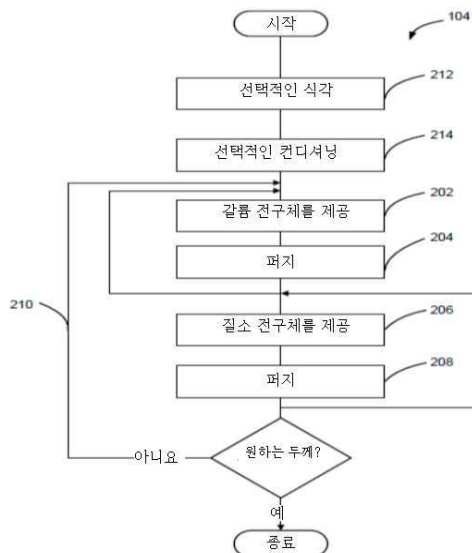 시작
104
선택적인 식각
212
선택적인 컨디셔닝
214
갈륨 전구체를 제공
202
퍼지
204
210
질소 전구체를 제공
206
퍼지
208
원하는 두께?
아니요
예
종료